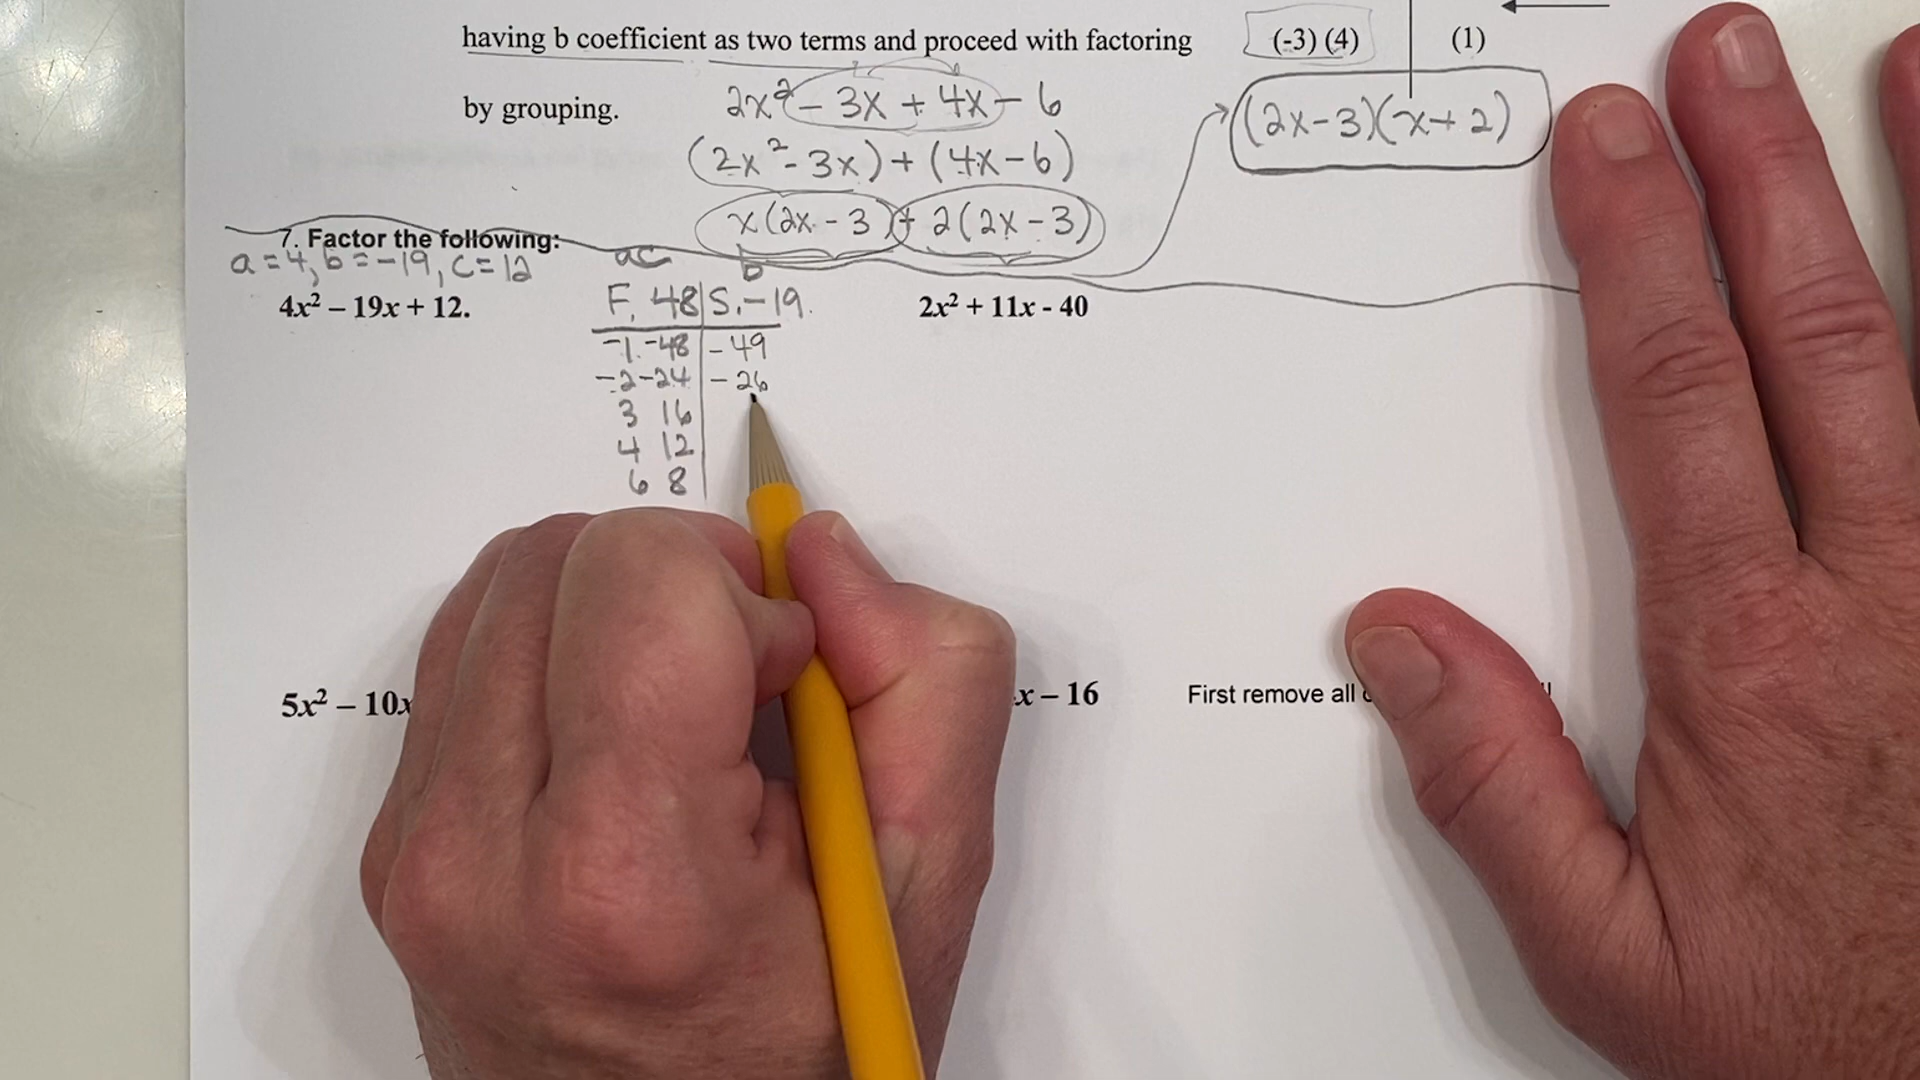 having b coefficient as two terms and proceed with factoring
(-3) (4)
(1)
by grouping.
2x² - 3x + 4x - 6
(2x-3)(x+2)
(2x² - 3x) + (4x - 6)
x(2x - 3) + 2(2x - 3)
7. Factor the following:
a = 4, b = -19, c = 12
ac
b
4x² – 19x + 12.
F. 48 | S. -19.
2x² + 11x - 40
-1 -48 | -49
-2 -24 | -26
3 16
4 12
6 8
5x² – 10x
x – 16
First remove all